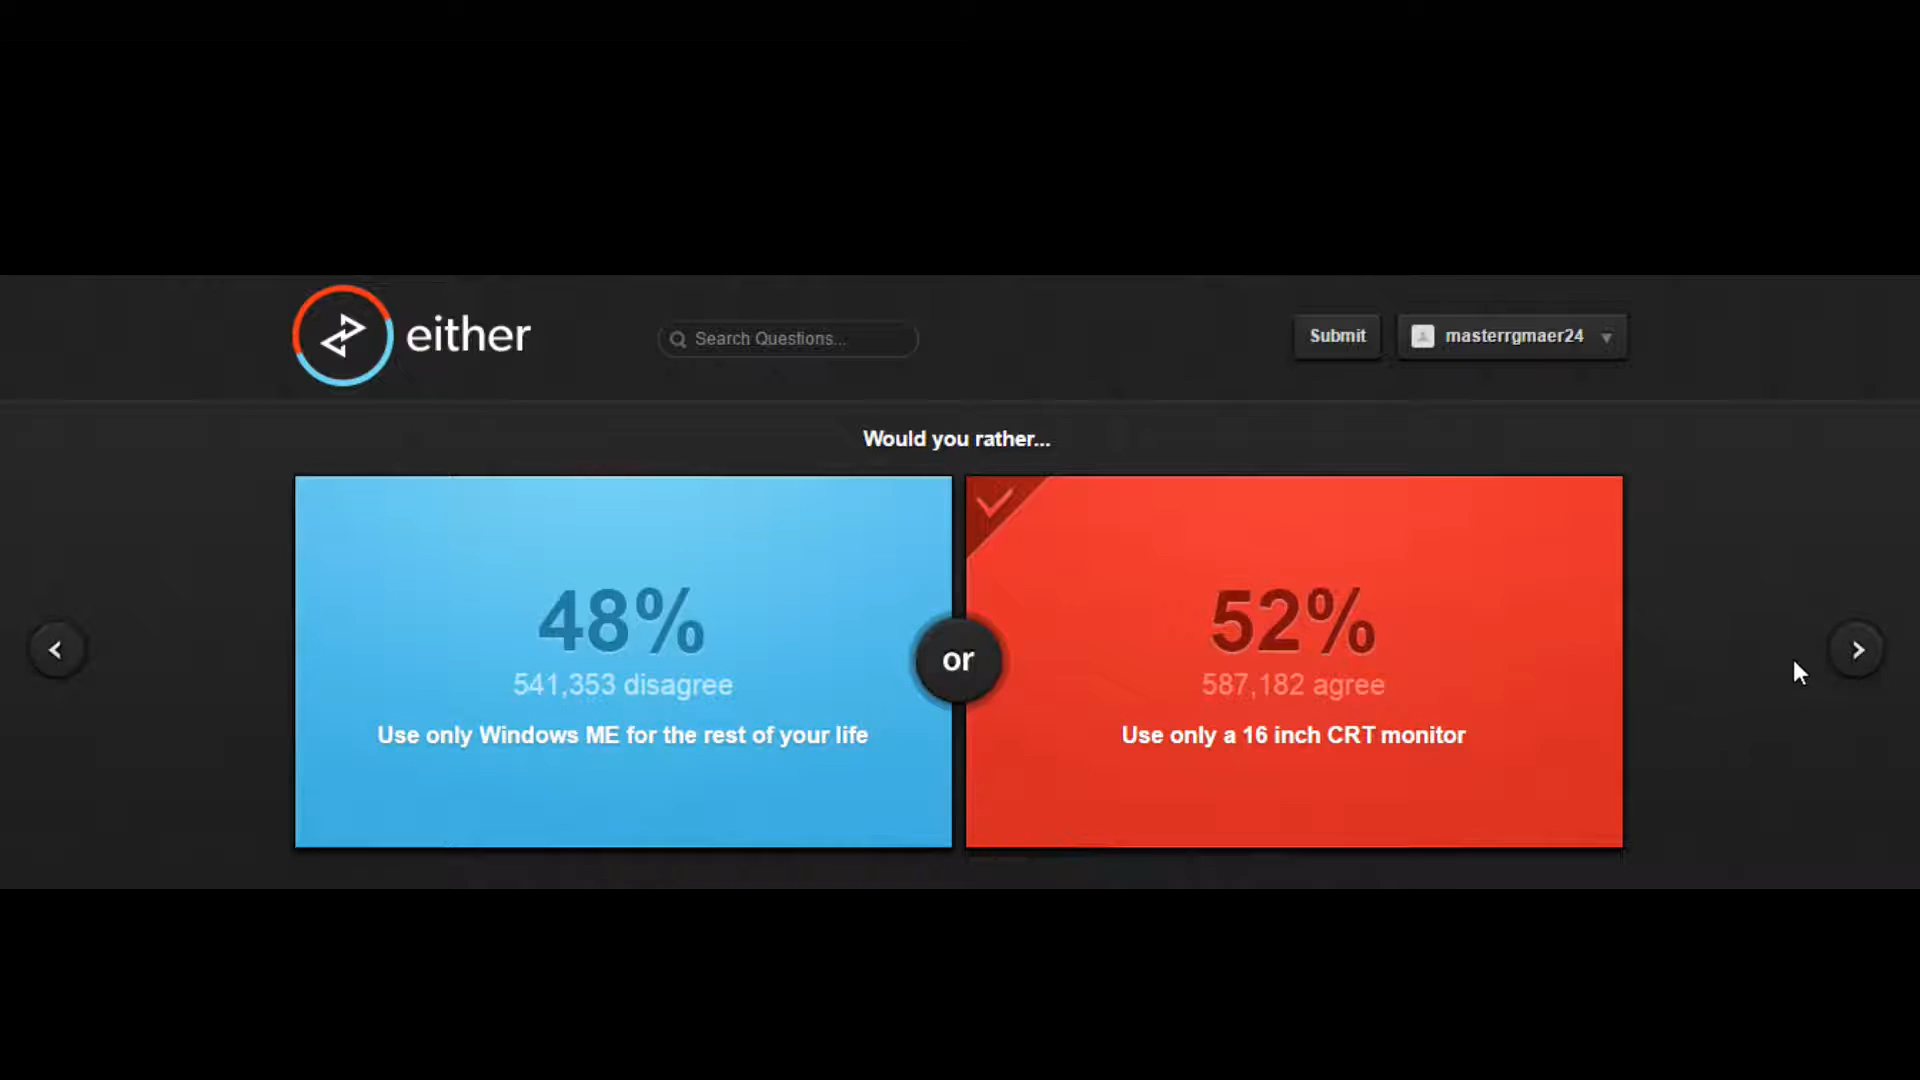 either
Search Questions...
Submit
masterrgmaer24
Would you rather...
48%
541,353 disagree
Use only Windows ME for the rest of your life
or
52%
587,182 agree
Use only a 16 inch CRT monitor